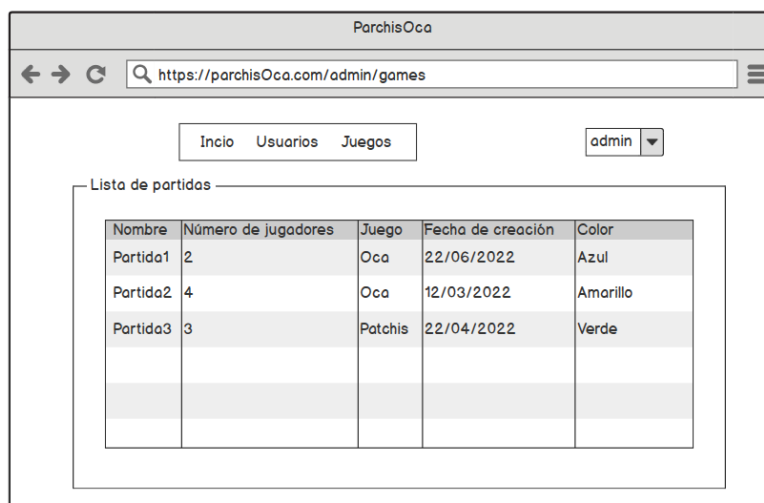 ParchisOca
https://parchisOca.com/admin/games
Incio Usuarios Juegos admin
Lista de partidas
Nombre Número de jugadores Juego Fecha de creación Color
Partida1 2 Oca 22/06/2022 Azul
Partida2 4 Oca 12/03/2022 Amarillo
Partida3 3 Patchis 22/04/2022 Verde